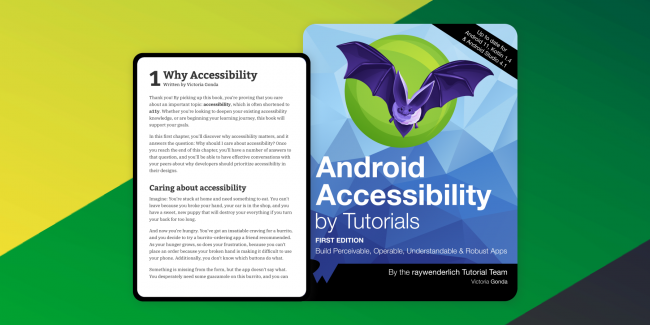 1 Why Accessibility
Written by Victoria Gonda
Thank you! By picking up this book, you're proving that you care
about an important topic: accessibility, which is often shortened to
a11y. Whether you're looking to deepen your existing accessibility
knowledge, or are beginning your learning journey, this book will
support your goals.
In this first chapter, you'll discover why accessibility matters, and it
answers the question: Why should I care about accessibility? Once
you reach the end of this chapter, you'll have a number of answers to
that question, and you'll be able to have effective conversations with
your peers about why developers should prioritize accessibility in
their designs.
Caring about accessibility
Imagine: You're stuck at home and need something to eat. You can't
leave because you broke your hand, your car is in the shop, and you
have a sweet, new puppy that will destroy your everything if you turn
your back for too long.
And now you're hungry. You've got an insatiable craving for a burrito,
and you decide to try a burrito-ordering app a friend recommended.
As your hunger grows, so does your frustration, because you can't
place an order because your broken hand is making it difficult to use
your phone. Additionally, you don't know which buttons do what.
Something is missing from the form, but the app doesn't say what.
You desperately need some guacamole on this burrito, and you can
Up to date for
Android 11, Kotlin 1.4
& Android Studio 4.1
Android
Accessibility
by Tutorials
FIRST EDITION
Build Perceivable, Operable, Understandable & Robust Apps
By the raywenderlich Tutorial Team
Victoria Gonda